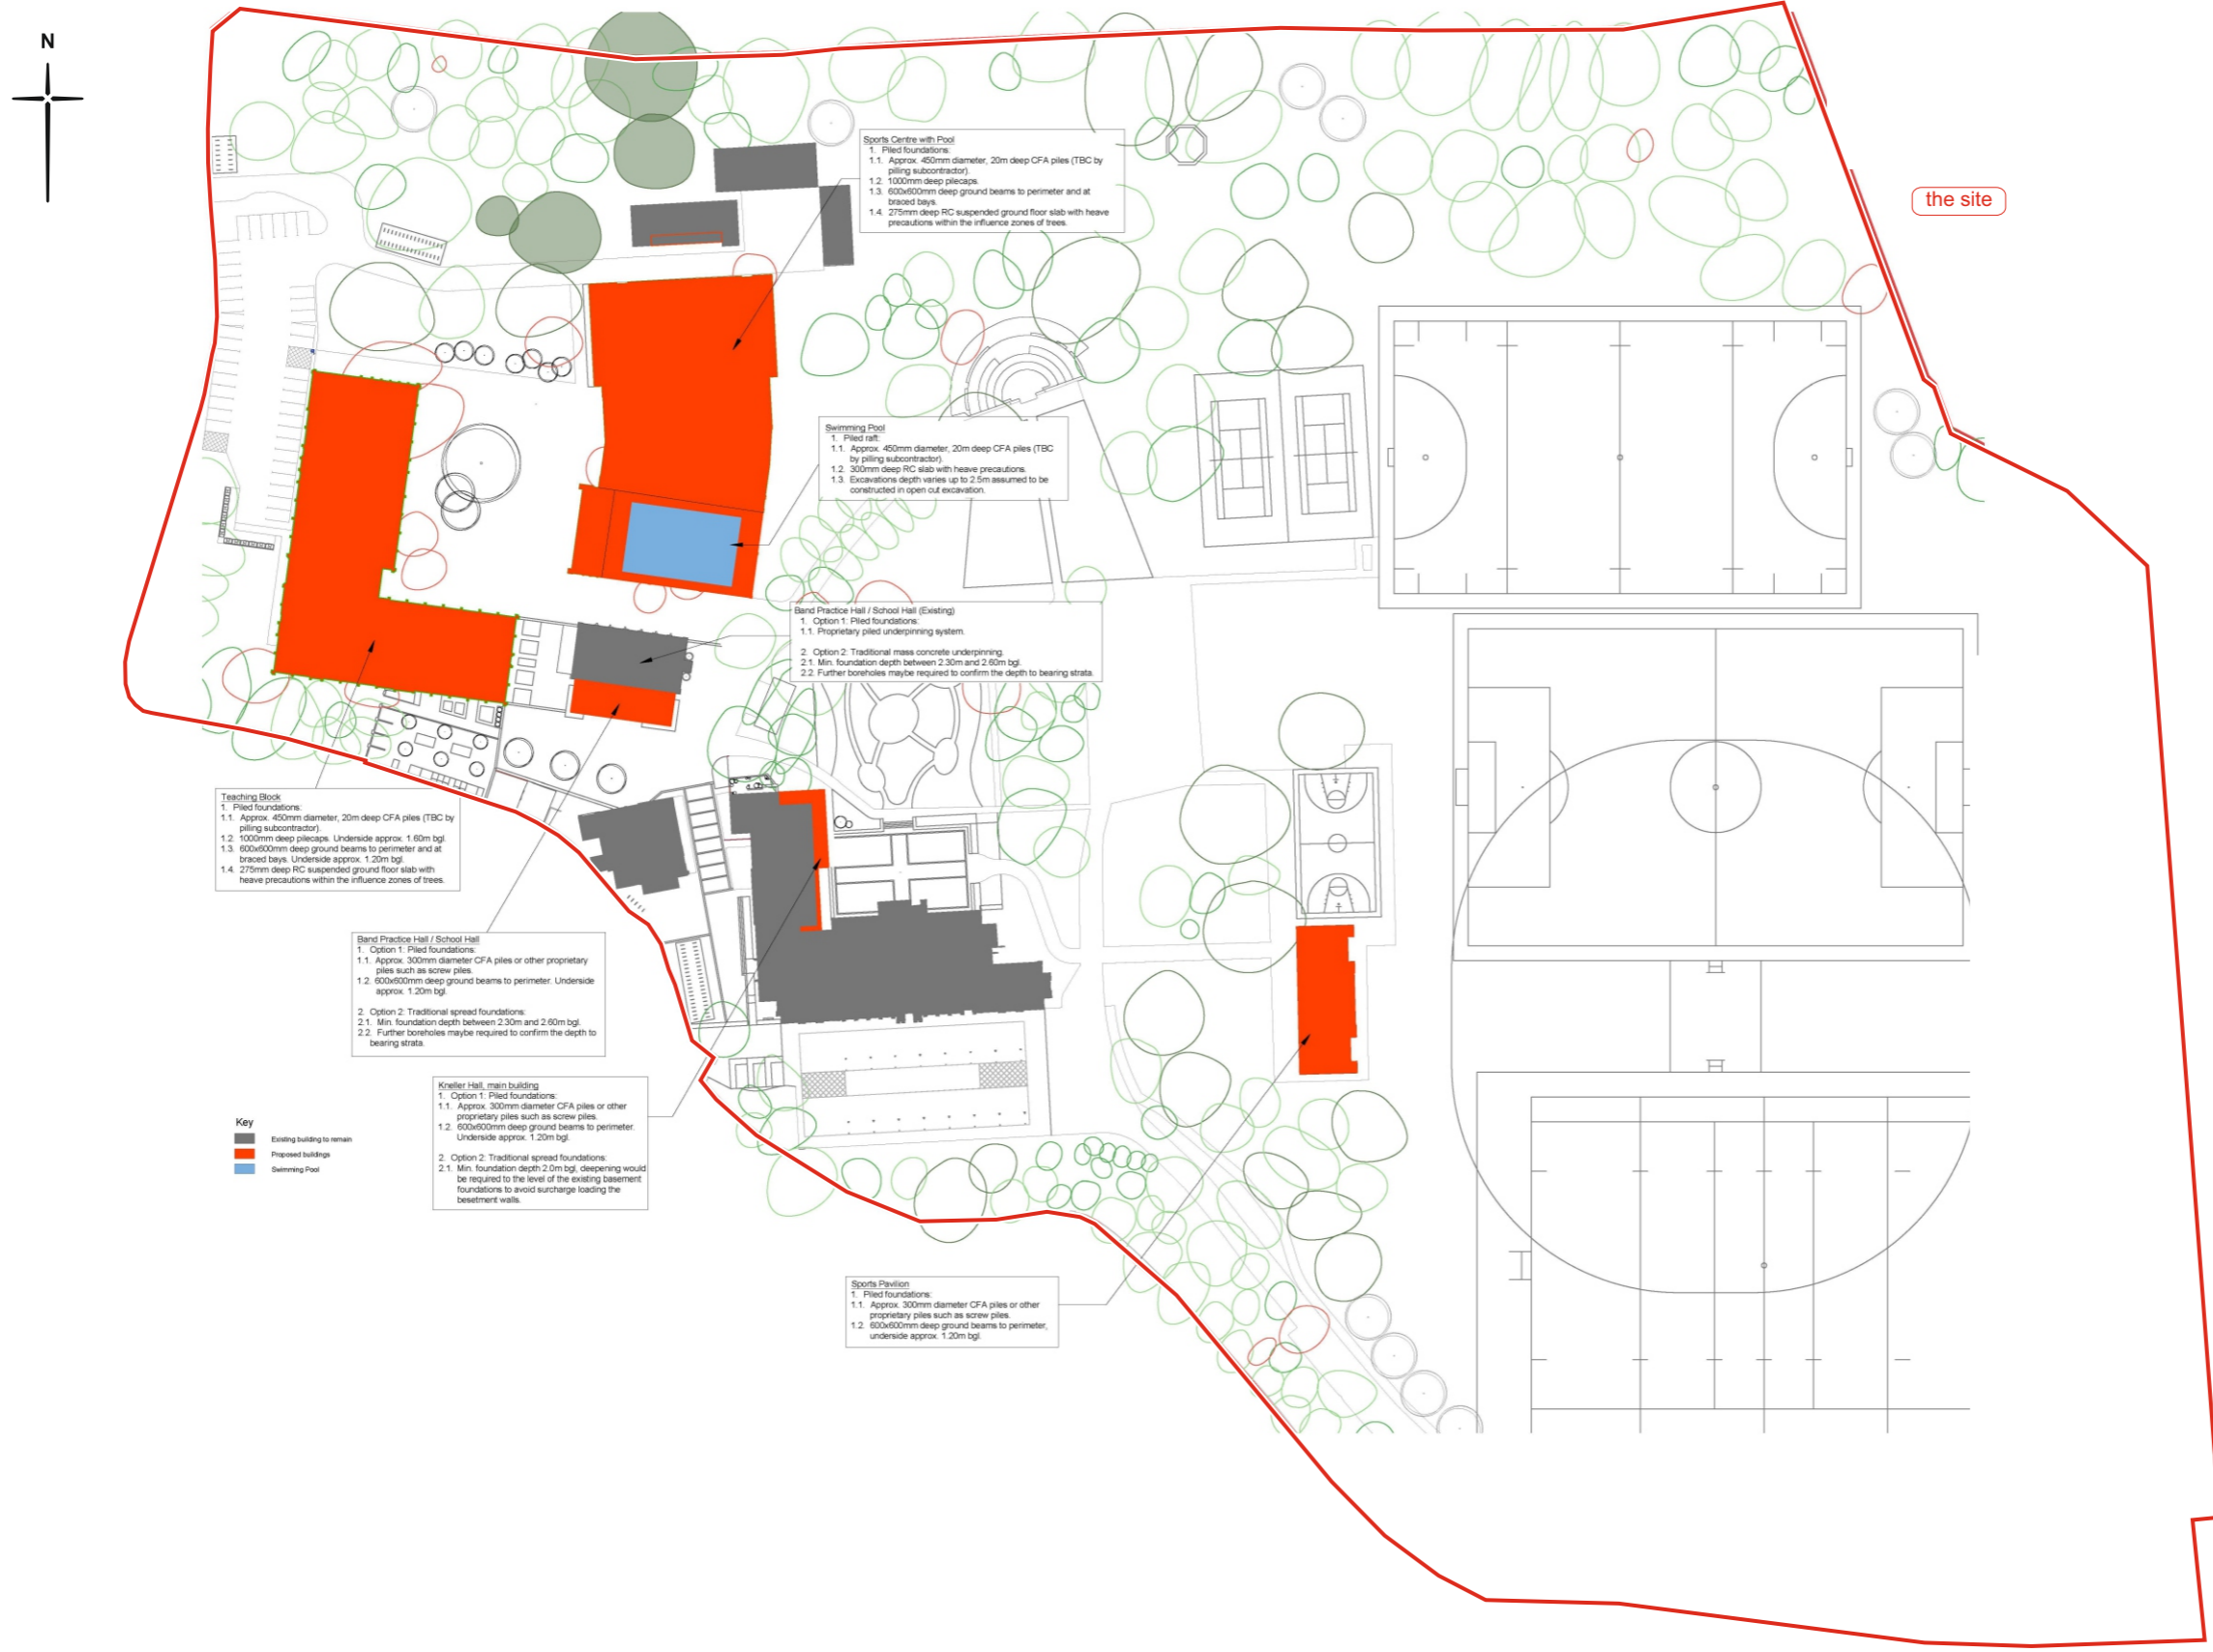 N
the site
Sports Centre with Pool
1. Piled foundations:
1.1. Approx. 450mm diameter, 20m deep CFA piles (TBC by
pilling subcontractor).
1.2. 1000mm deep pilecaps.
1.3. 600x600mm deep ground beams to perimeter and at
braced bays.
1.4. 275mm deep RC suspended ground floor slab with heave
precautions within the influence zones of trees.
Swimming Pool
1. Piled raft:
1.1. Approx. 450mm diameter, 20m deep CFA piles (TBC
by pilling subcontractor).
1.2. 300mm deep RC slab with heave precautions.
1.3. Excavations depth varies up to 2.5m assumed to be
constructed in open cut excavation.
Band Practice Hall / School Hall (Existing)
1. Option 1: Piled foundations:
1.1. Proprietary piled underpinning system.
2. Option 2: Traditional mass concrete underpinning.
2.1. Min. foundation depth between 2.30m and 2.60m bgl.
2.2. Further boreholes maybe required to confirm the depth to bearing strata.
Teaching Block
1. Piled foundations:
1.1. Approx. 450mm diameter, 20m deep CFA piles (TBC by
pilling subcontractor).
1.2. 1000mm deep pilecaps. Underside approx. 1.60m bgl.
1.3. 600x600mm deep ground beams to perimeter and at
braced bays. Underside approx. 1.20m bgl.
1.4. 275mm deep RC suspended ground floor slab with
heave precautions within the influence zones of trees.
Band Practice Hall / School Hall
1. Option 1: Piled foundations:
1.1. Approx. 300mm diameter CFA piles or other proprietary
piles such as screw piles.
1.2. 600x600mm deep ground beams to perimeter. Underside
approx. 1.20m bgl.
2. Option 2: Traditional spread foundations:
2.1. Min. foundation depth between 2.30m and 2.60m bgl.
2.2. Further boreholes maybe required to confirm the depth to
bearing strata.
Kneller Hall, main building
1. Option 1: Piled foundations:
1.1. Approx. 300mm diameter CFA piles or other
proprietary piles such as screw piles.
1.2. 600x600mm deep ground beams to perimeter.
Underside approx. 1.20m bgl.
2. Option 2: Traditional spread foundations:
2.1. Min. foundation depth 2.0m bgl, deepening would
be required to the level of the existing basement
foundations to avoid surcharge loading the
besetment walls.
Key
Existing building to remain
Proposed buildings
Swimming Pool
Sports Pavilion
1. Piled foundations:
1.1. Approx. 300mm diameter CFA piles or other
proprietary piles such as screw piles.
1.2. 600x600mm deep ground beams to perimeter,
underside approx. 1.20m bgl.